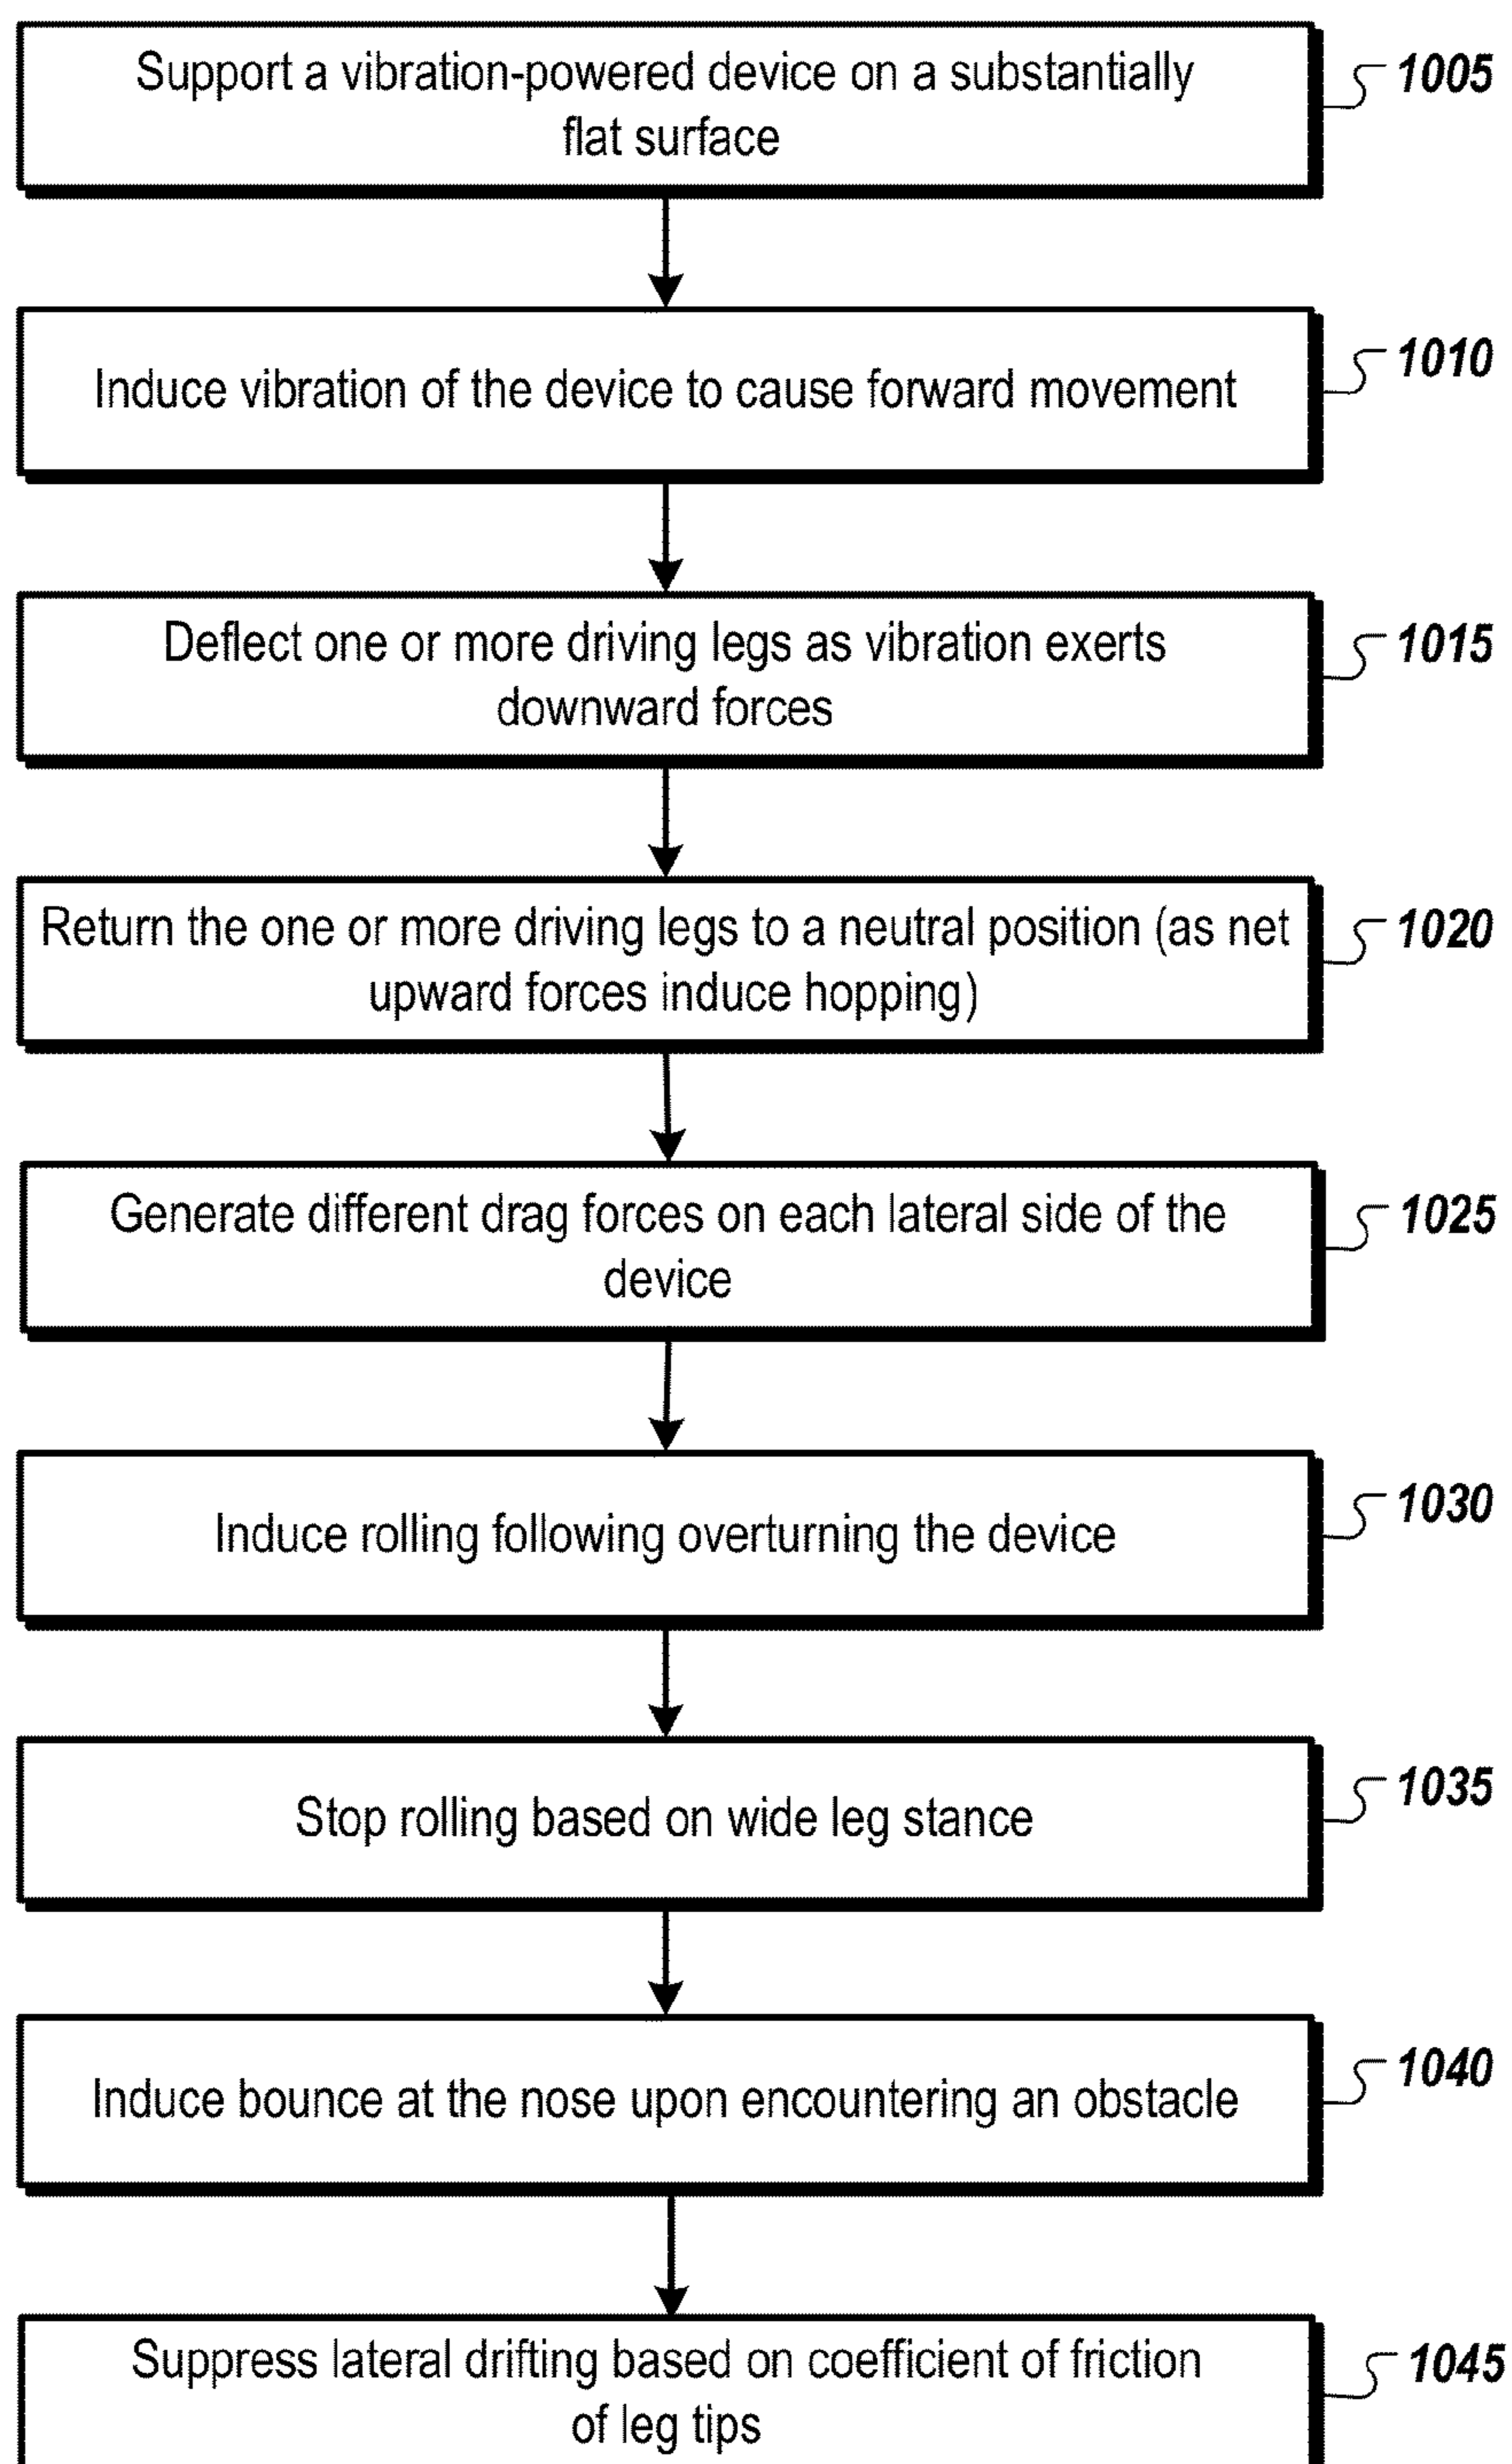 Support a vibration-powered device on a substantially
flat surface
1005
Induce vibration of the device to cause forward movement
1010
Deflect one or more driving legs as vibration exerts
downward forces
1015
Return the one or more driving legs to a neutral position (as net
upward forces induce hopping)
1020
Generate different drag forces on each lateral side of the
device
1025
Induce rolling following overturning the device
1030
Stop rolling based on wide leg stance
1035
Induce bounce at the nose upon encountering an obstacle
1040
Suppress lateral drifting based on coefficient of friction
of leg tips
1045